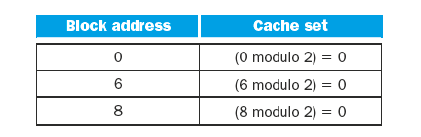 Block address Cache set
0 (0 modulo 2) = 0
6 (6 modulo 2) = 0
8 (8 modulo 2) = 0